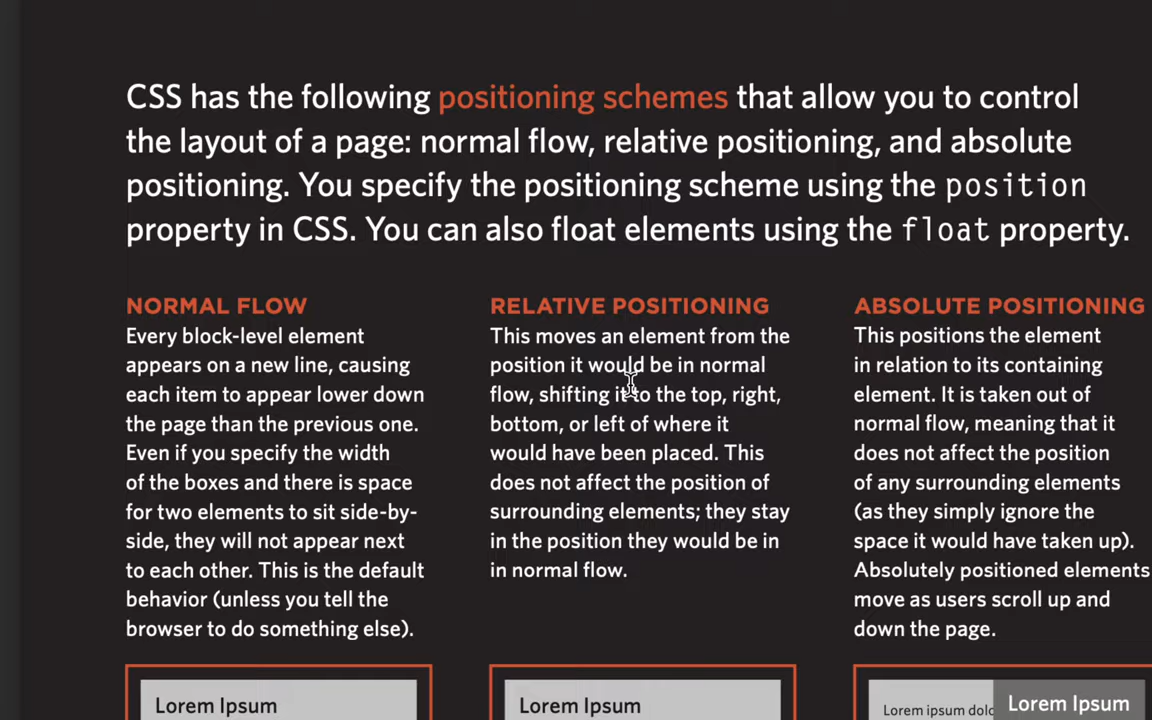 CSS has the following positioning schemes that allow you to control
the layout of a page: normal flow, relative positioning, and absolute
positioning. You specify the positioning scheme using the position
property in CSS. You can also float elements using the float property.
NORMAL FLOW
Every block-level element
appears on a new line, causing
each item to appear lower down
the page than the previous one.
Even if you specify the width
of the boxes and there is space
for two elements to sit side-by-
side, they will not appear next
to each other. This is the default
behavior (unless you tell the
browser to do something else).
Lorem Ipsum
RELATIVE POSITIONING
This moves an element from the
position it would be in normal
flow, shifting it to the top, right,
bottom, or left of where it
would have been placed. This
does not affect the position of
surrounding elements; they stay
in the position they would be in
in normal flow.
Lorem Ipsum
ABSOLUTE POSITIONING
This positions the element
in relation to its containing
element. It is taken out of
normal flow, meaning that it
does not affect the position
of any surrounding elements
(as they simply ignore the
space it would have taken up).
Absolutely positioned elements
move as users scroll up and
down the page.
Lorem ipsum dolo
Lorem Ipsum